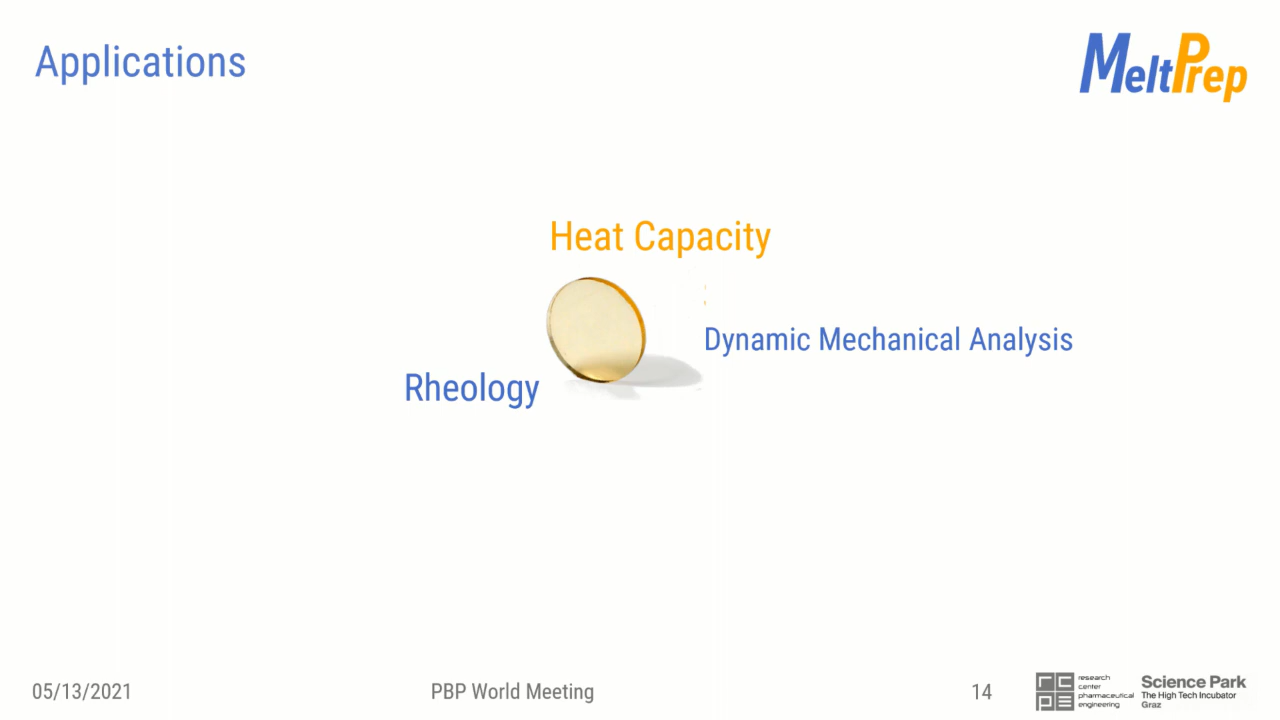 Applications
MeltPrep
Heat Capacity
Dynamic Mechanical Analysis
Rheology
05/13/2021
PBP World Meeting
14
rcpe
research
center
pharmaceutical
engineering
Science Park
The High Tech Incubator
Graz